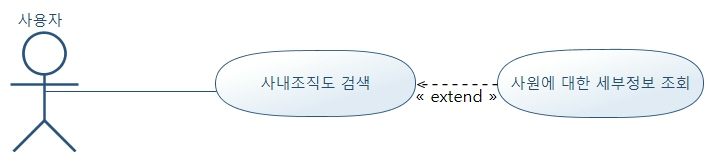 사용자
사내조직도 검색
« extend »
사원에 대한 세부정보 조회